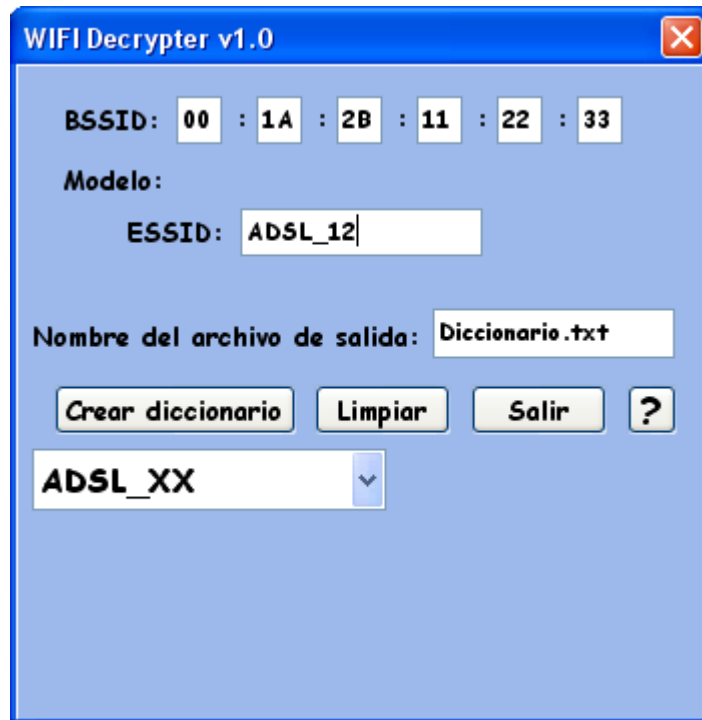 WIFI Decrypter v1.0
BSSID: 00 : 1A : 2B : 11 : 22 : 33
Modelo:
ESSID: ADSL_12
Nombre del archivo de salida: Diccionario.txt
Crear diccionario Limpiar Salir ?
ADSL_XX